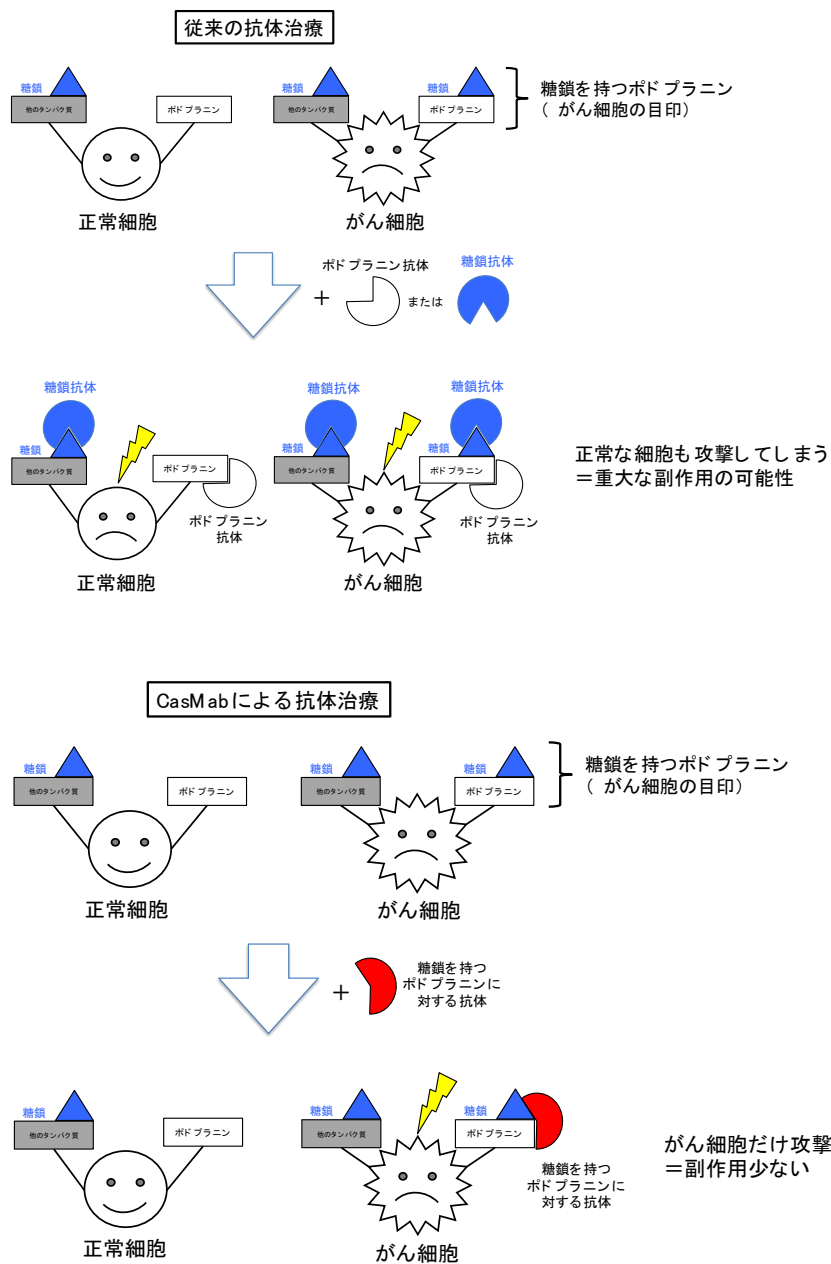 従来の抗体治療
糖鎖
他のタンパク質
ポドプラニン
正常細胞
糖鎖
他のタンパク質
糖鎖
ポドプラニン
がん細胞
糖鎖を持つポドプラニン
(がん細胞の目印)
+
ポドプラニン抗体
または
糖鎖抗体
糖鎖抗体
糖鎖
他のタンパク質
ポドプラニン
ポドプラニン
抗体
正常細胞
糖鎖抗体
糖鎖
他のタンパク質
糖鎖抗体
糖鎖
ポドプラニン
ポドプラニン
抗体
がん細胞
正常な細胞も攻撃してしまう
=重大な副作用の可能性
CasMabによる抗体治療
糖鎖
他のタンパク質
ポドプラニン
正常細胞
糖鎖
他のタンパク質
糖鎖
ポドプラニン
がん細胞
糖鎖を持つポドプラニン
(がん細胞の目印)
+
糖鎖を持つ
ポドプラニンに
対する抗体
糖鎖
他のタンパク質
ポドプラニン
正常細胞
糖鎖
他のタンパク質
糖鎖
ポドプラニン
糖鎖を持つ
ポドプラニンに
対する抗体
がん細胞
がん細胞だけ攻撃
=副作用少ない